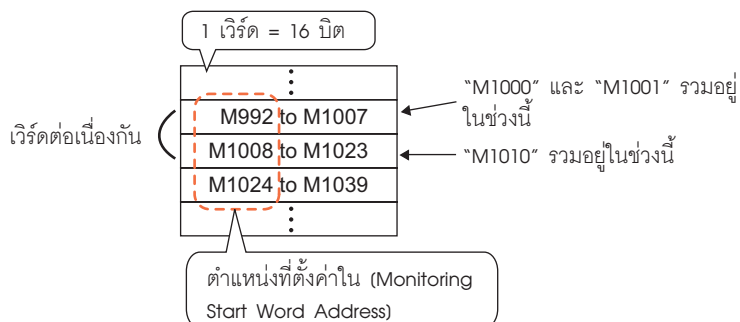 1 เวิร์ด = 16 บิต
M992 to M1007
M1008 to M1023
M1024 to M1039
เวิร์ดต่อเนื่องกัน
“M1000” และ “M1001” รวมอยู่
ในช่วงนี้
“M1010” รวมอยู่ในช่วงนี้
ตำแหน่งที่ตั้งค่าใน [Monitoring
Start Word Address]